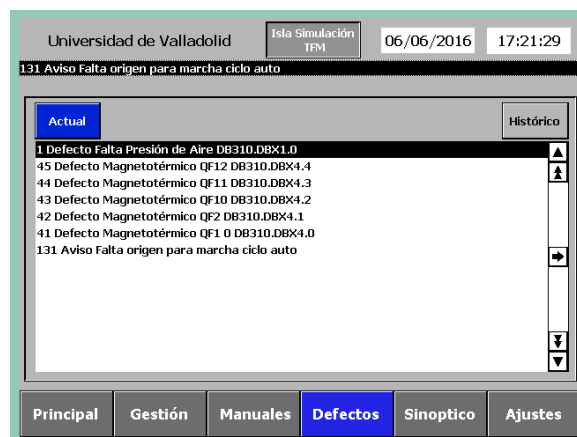 Universidad de Valladolid
Isla Simulación
TFM
06/06/2016
17:21:29
131 Aviso Falta origen para marcha ciclo auto
Actual
Histórico
1 Defecto Falta Presión de Aire DB310.DBX1.0
45 Defecto Magnetotérmico QF12 DB310.DBX4.4
44 Defecto Magnetotérmico QF11 DB310.DBX4.3
43 Defecto Magnetotérmico QF10 DB310.DBX4.2
42 Defecto Magnetotérmico QF2 DB310.DBX4.1
41 Defecto Magnetotérmico QF1 0 DB310.DBX4.0
131 Aviso Falta origen para marcha ciclo auto
Principal
Gestión
Manuales
Defectos
Sinoptico
Ajustes